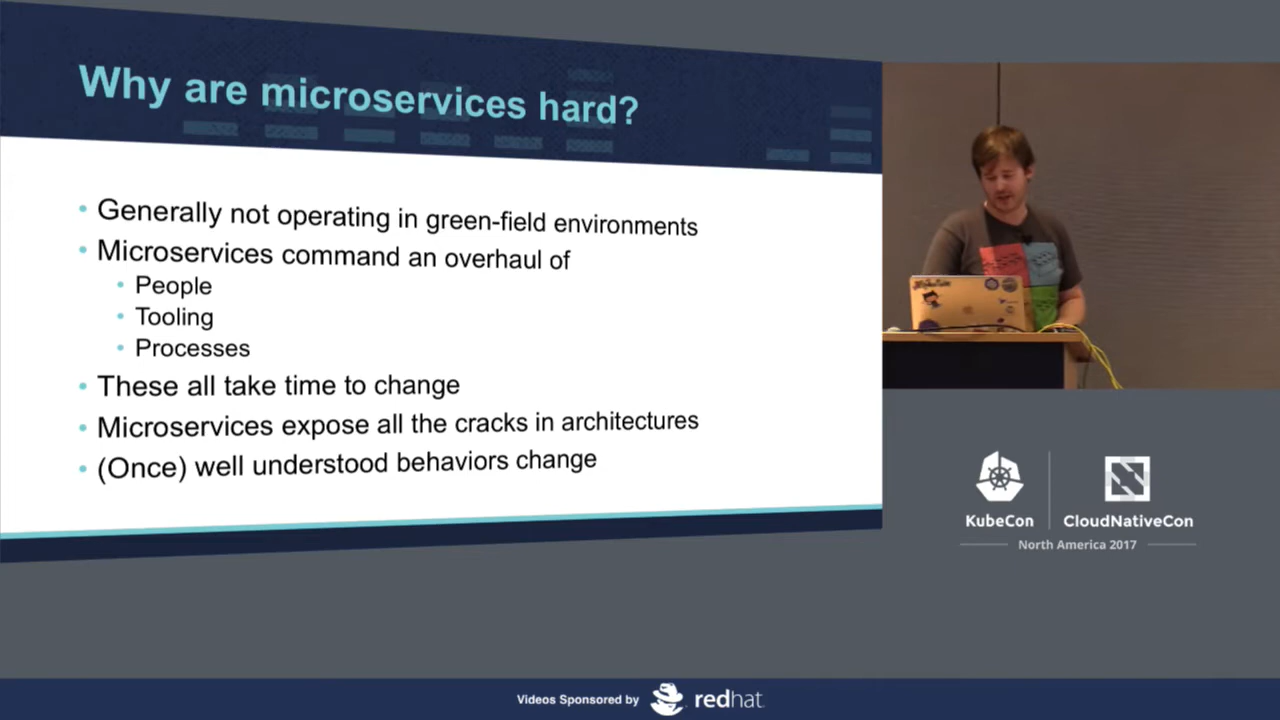 Why are microservices hard?
Generally not operating in green-field environments
Microservices command an overhaul of
People
Tooling
Processes
These all take time to change
Microservices expose all the cracks in architectures
(Once) well understood behaviors change
KubeCon
CloudNativeCon
North America 2017
Videos Sponsored by
redhat.